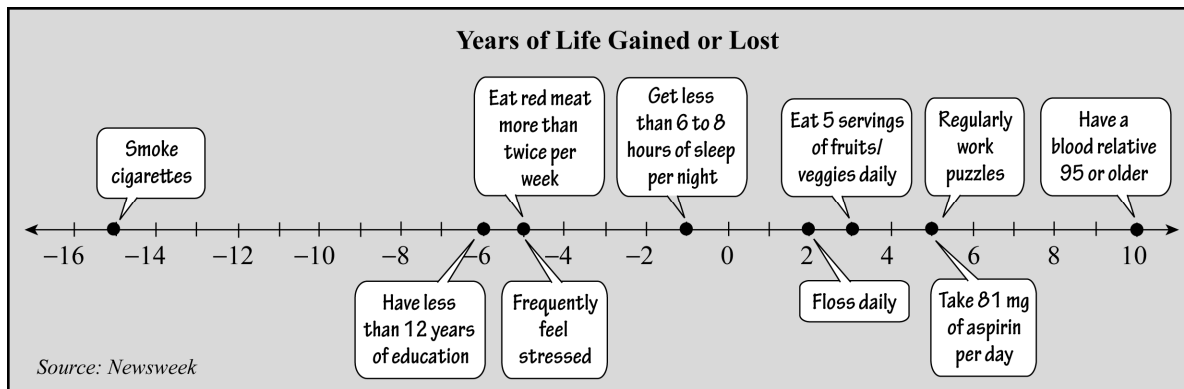 Years of Life Gained or Lost
Smoke
cigarettes
Eat red meat
more than
twice per
week
Get less
than 6 to 8
hours of sleep
per night
Eat 5 servings
of fruits/
veggies daily
Regularly
work
puzzles
Have a
blood relative
95 or older
−16 −14 −12 −10 −8 −6 −4 −2 0 2 4 6 8 10
Have less
than 12 years
of education
Frequently
feel
stressed
Floss daily
Take 81 mg
of aspirin
per day
Source: Newsweek